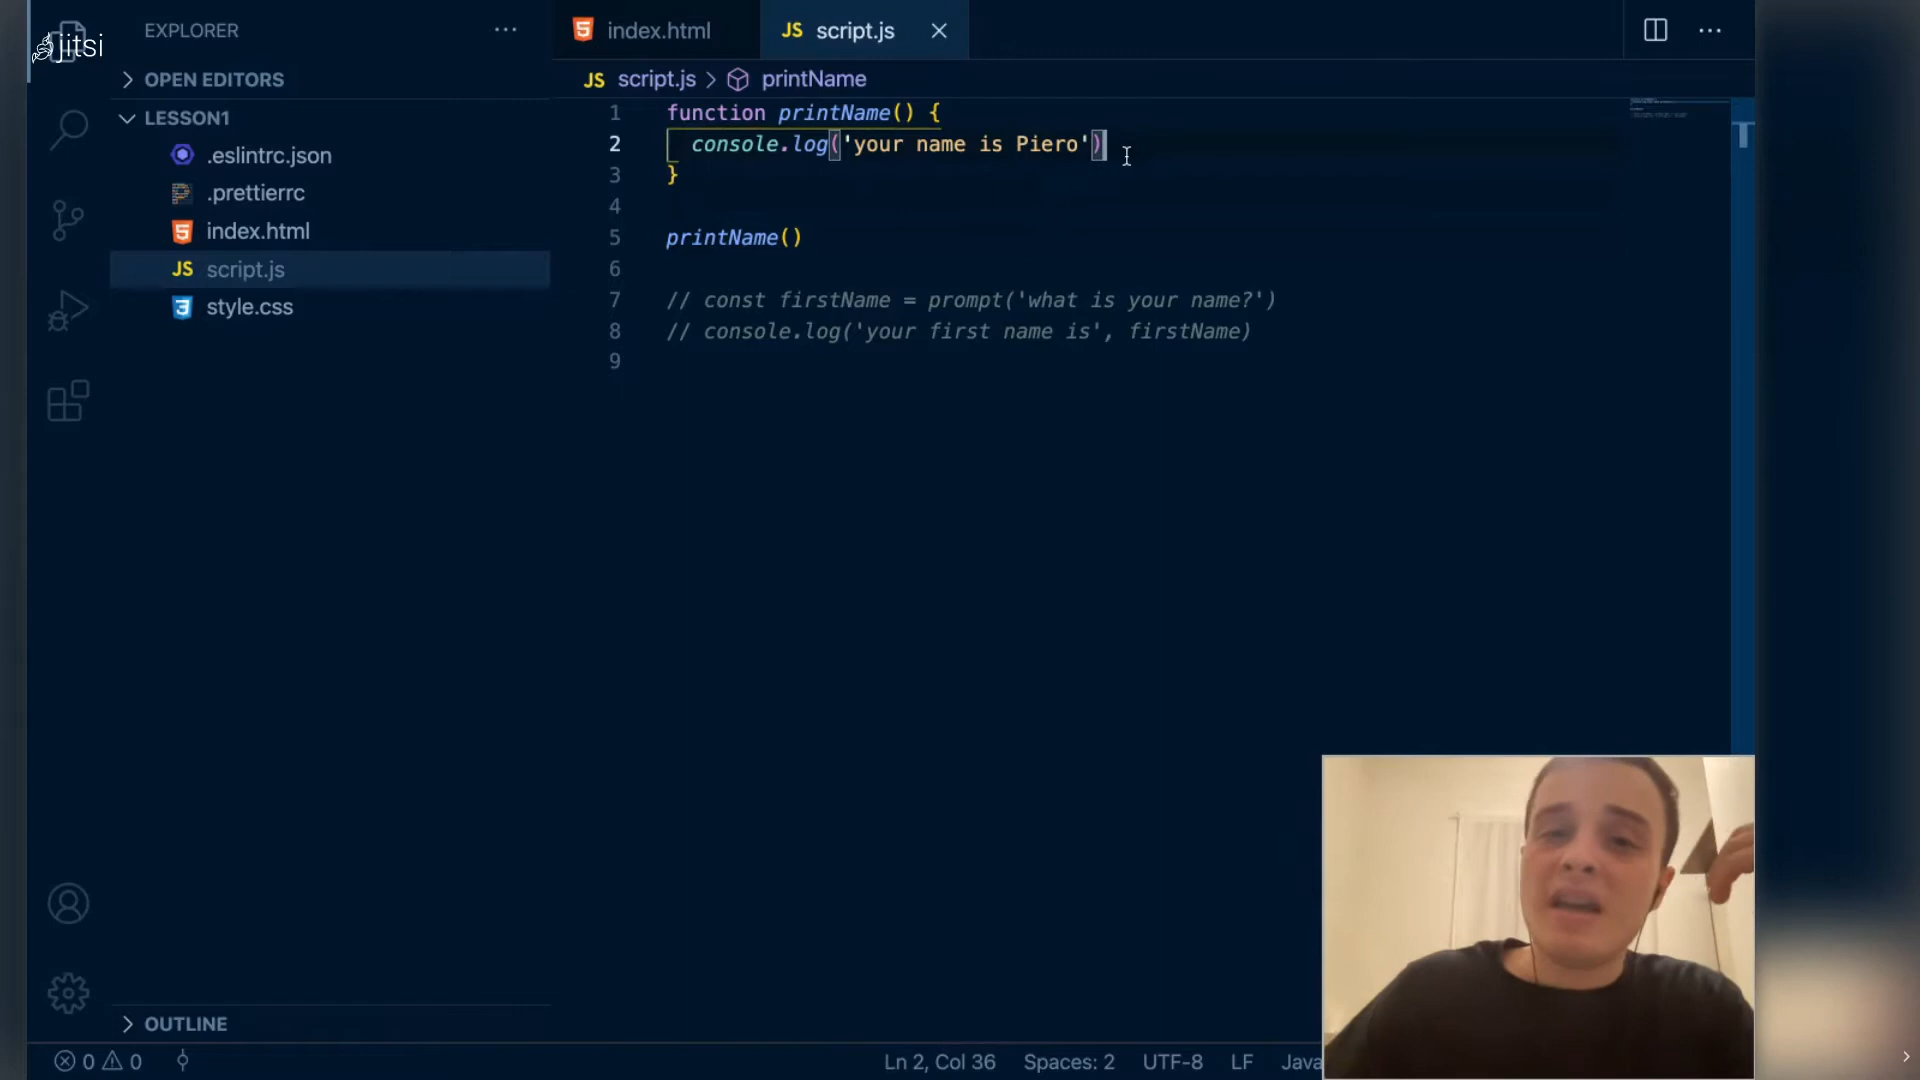 jitsi
EXPLORER
index.html
JS script.js
OPEN EDITORS
JS script.js > printName
LESSON1
.eslintrc.json
.prettierrc
index.html
JS script.js
style.css
1 function printName() {
2 console.log('your name is Piero')
3 }
4
5 printName()
6
7 // const firstName = prompt('what is your name?')
8 // console.log('your first name is', firstName)
9
OUTLINE
0 0 Ln 2, Col 36 Spaces: 2 UTF-8 LF Java